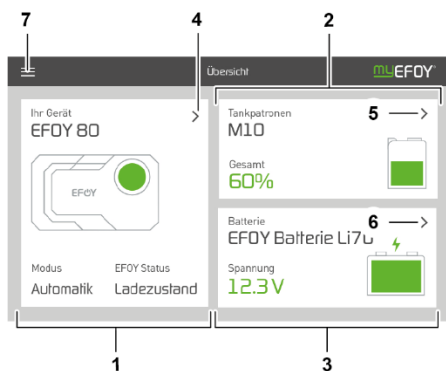 7 4 2
Übersicht myEFOY
Ihr Gerät
EFOY 80
EFOY
Modus EFOY Status
Automatik Ladezustand
Tankpatronen 5
M10
Gesamt
60%
Batterie 6
EFOY Batterie Li70
Spannung
12.3V
1 3